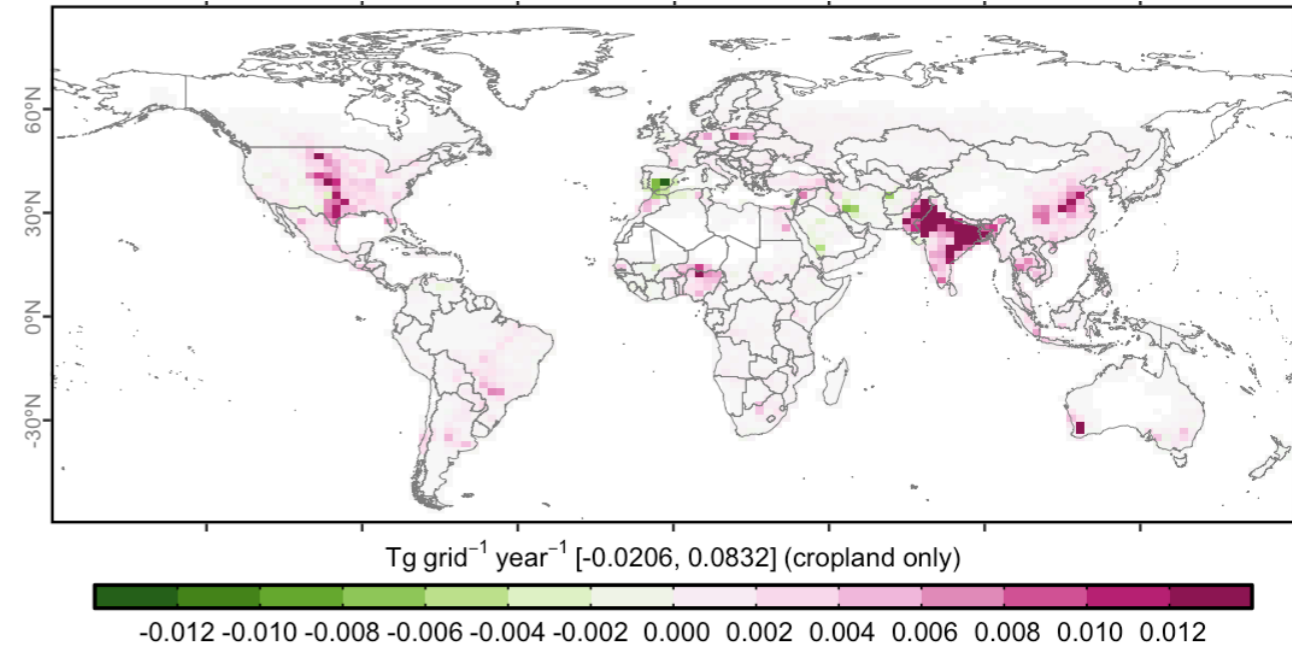 60°N
30°N
0°N
-30°N
Tg grid⁻¹ year⁻¹ [-0.0206, 0.0832] (cropland only)
-0.012 -0.010 -0.008 -0.006 -0.004 -0.002 0.000 0.002 0.004 0.006 0.008 0.010 0.012